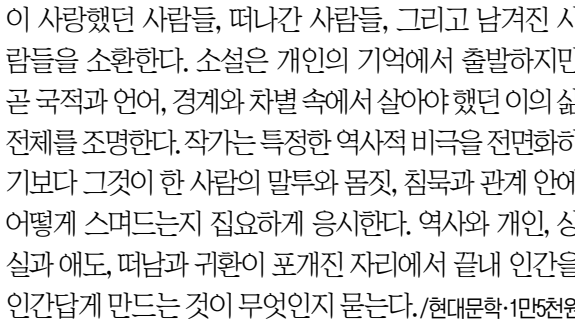 이 사랑했던 사람들, 떠나간 사람들, 그리고 남겨진 사
람들을 소환한다. 소설은 개인의 기억에서 출발하지만
곧 국적과 언어, 경계와 차별 속에서 살아야 했던 이의 삶
전체를 조명한다. 작가는 특정한 역사적 비극을 전면화하
기보다 그것이 한 사람의 말투와 몸짓, 침묵과 관계 안에
어떻게 스며드는지 집요하게 응시한다. 역사와 개인, 상
실과 애도, 떠남과 귀환이 포개진 자리에서 끝내 인간을
인간답게 만드는 것이 무엇인지 묻는다. /현대문학·1만5천원